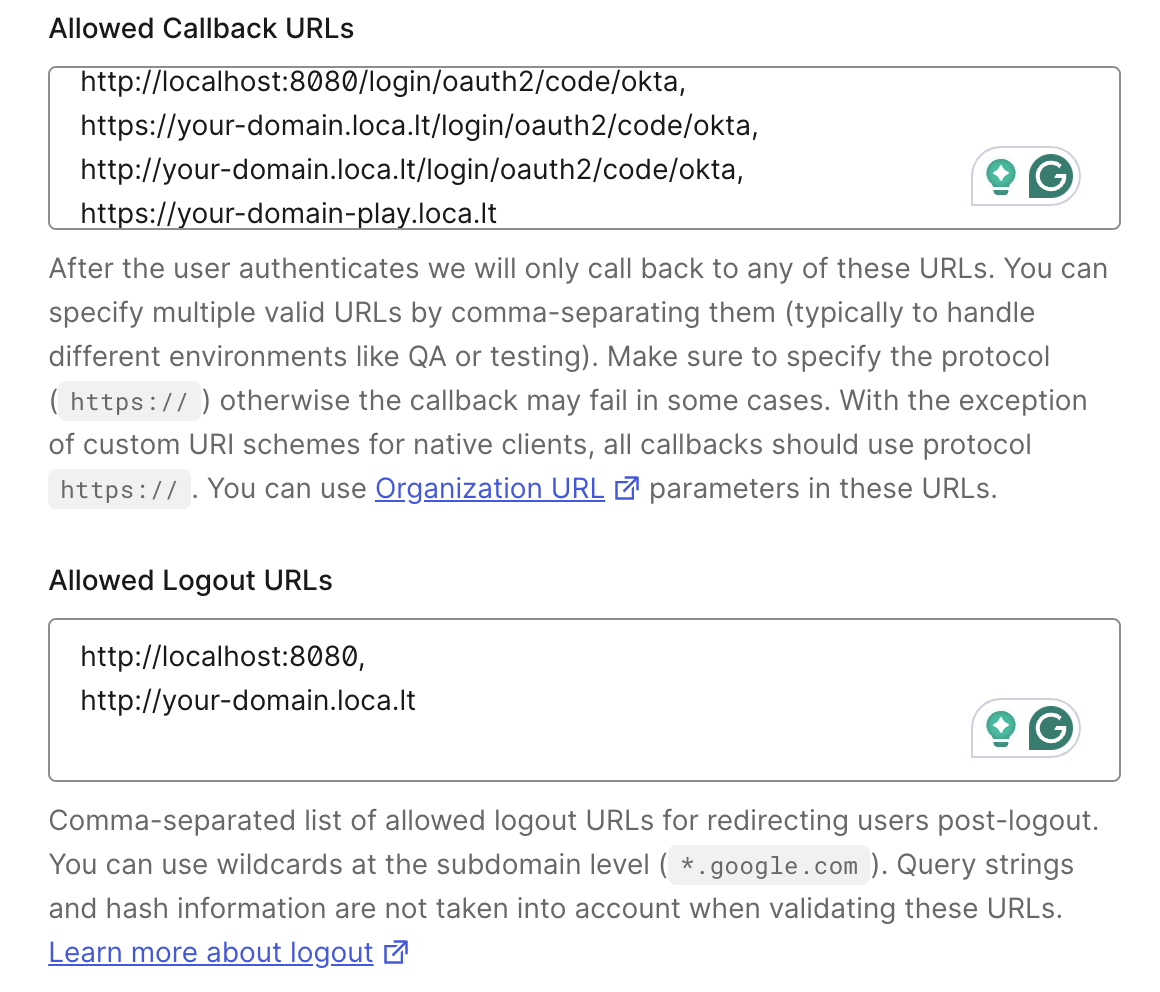 Allowed Callback URLs
http://localhost:8080/login/oauth2/code/okta,
https://your-domain.loca.lt/login/oauth2/code/okta,
http://your-domain.loca.lt/login/oauth2/code/okta,
https://your-domain-play.loca.lt
G
After the user authenticates we will only call back to any of these URLs. You can
specify multiple valid URLs by comma-separating them (typically to handle
different environments like QA or testing). Make sure to specify the protocol
( https:// ) otherwise the callback may fail in some cases. With the exception
of custom URI schemes for native clients, all callbacks should use protocol
https:// . You can use Organization URL parameters in these URLs.
Allowed Logout URLs
http://localhost:8080,
http://your-domain.loca.lt
G
Comma-separated list of allowed logout URLs for redirecting users post-logout.
You can use wildcards at the subdomain level ( *.google.com ). Query strings
and hash information are not taken into account when validating these URLs.
Learn more about logout